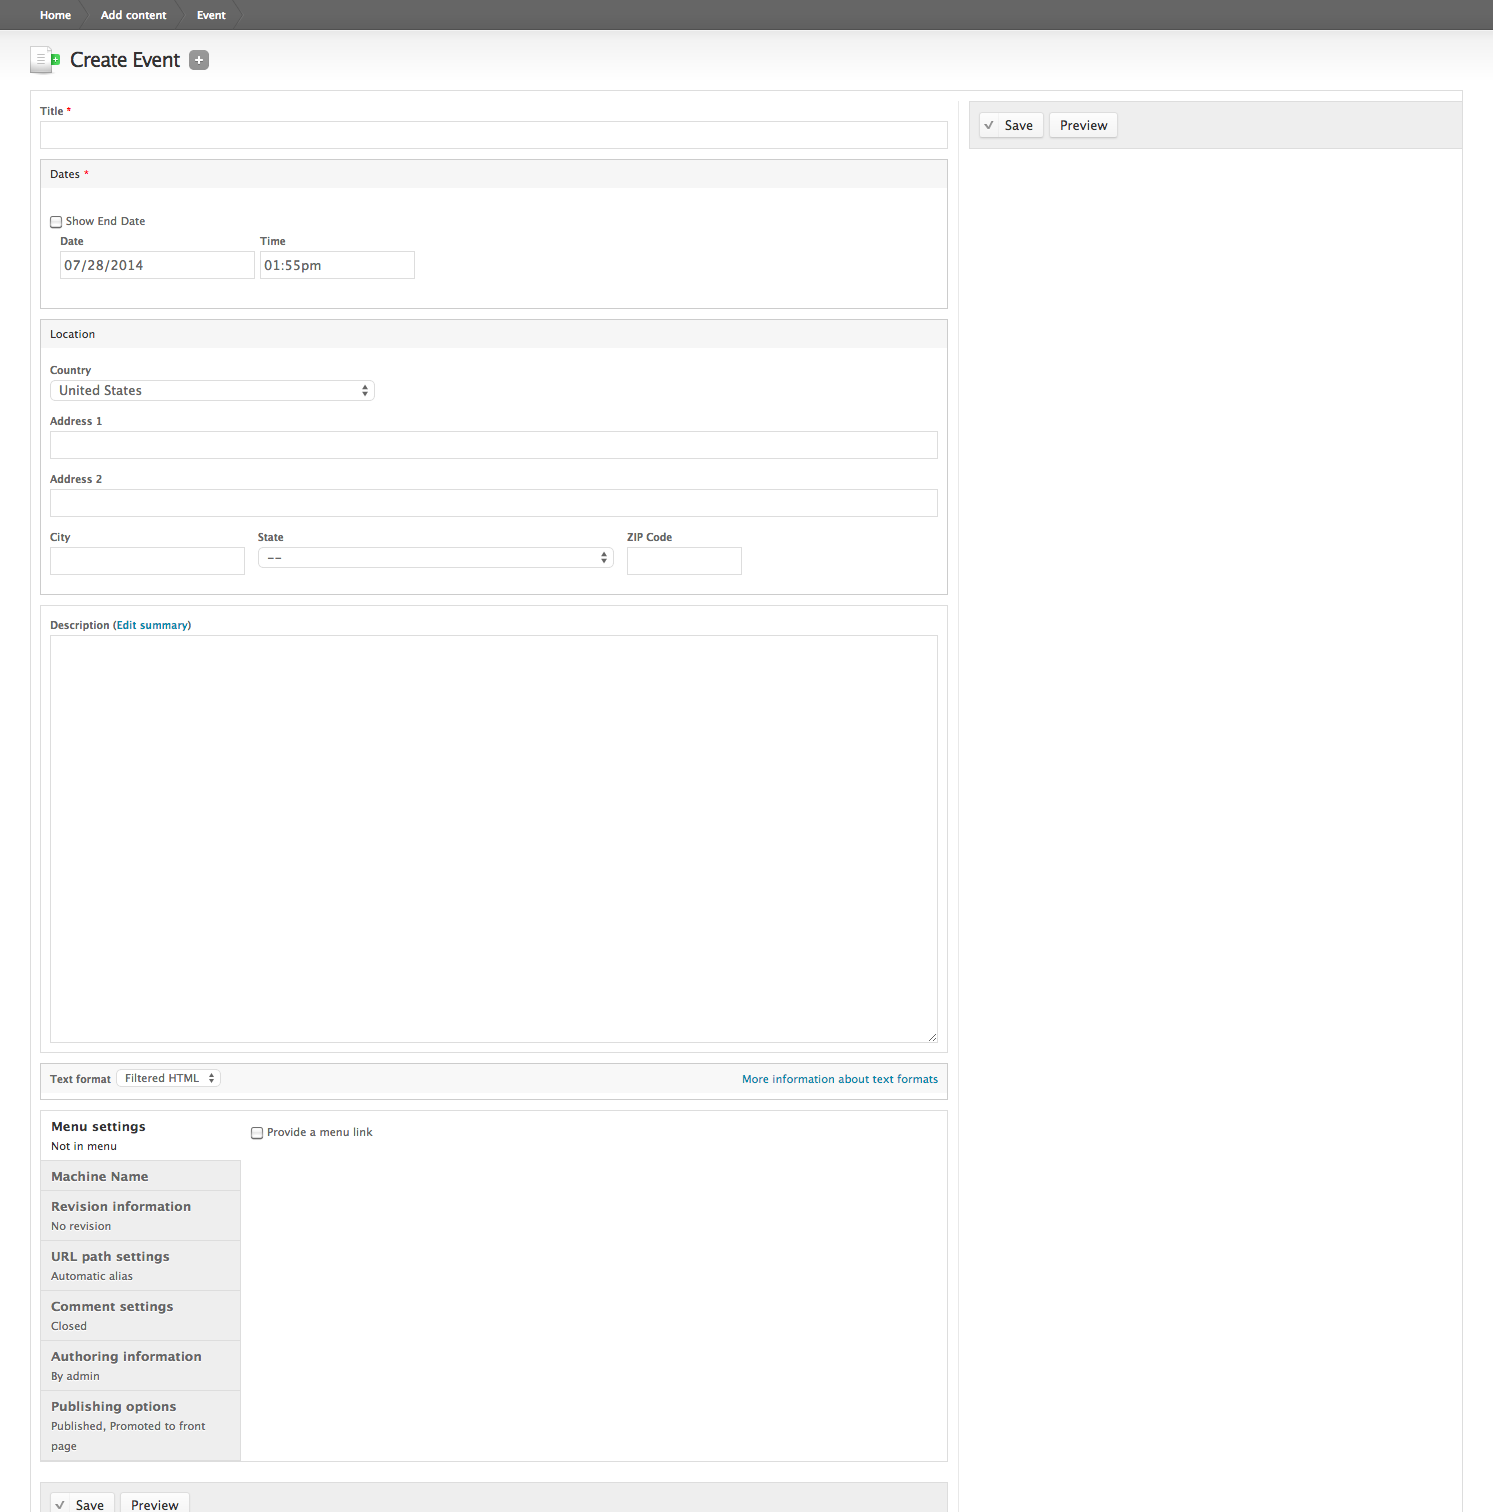 Home Add content Event
Create Event
Title *
Save Preview
Dates *
Show End Date
Date Time
07/28/2014 01:55pm
Location
Country
United States
Address 1
Address 2
City State ZIP Code
--
Description (Edit summary)
Text format Filtered HTML More information about text formats
Menu settings
Not in menu
Provide a menu link
Machine Name
Revision information
No revision
URL path settings
Automatic alias
Comment settings
Closed
Authoring information
By admin
Publishing options
Published, Promoted to front
page
Save Preview